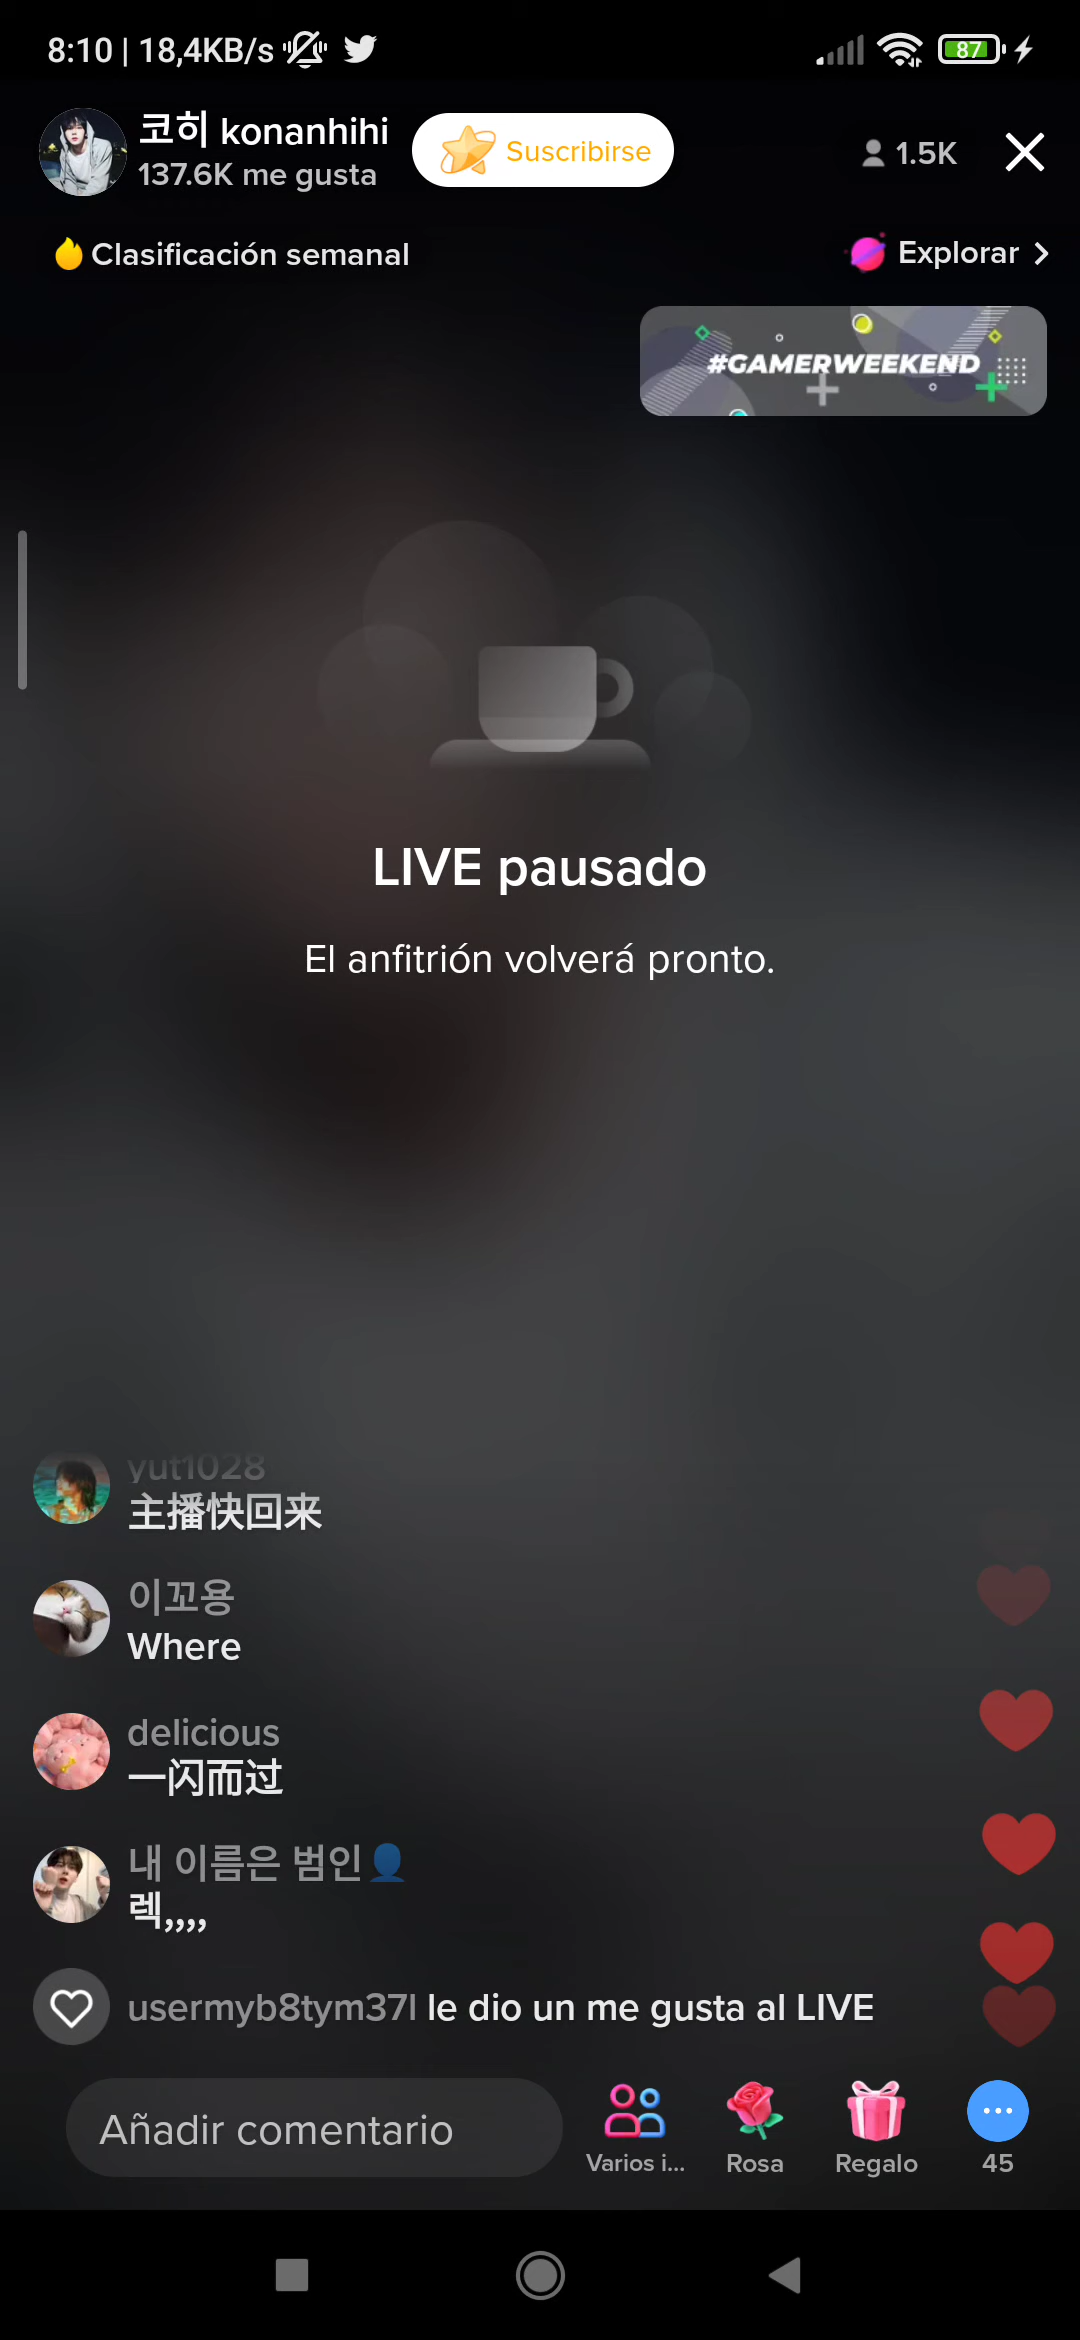 8:10 | 18,4KB/s
87
코히 konanhihi
137.6K me gusta
Suscribirse
1.5K
Clasificación semanal
Explorar
#GAMERWEEKEND
LIVE pausado
El anfitrión volverá pronto.
yut1028
主播快回来
이꼬용
Where
delicious
一闪而过
내 이름은 범인👤
렉,,,,
usermyb8tym37l le dio un me gusta al LIVE
Añadir comentario
Varios i...
Rosa
Regalo
45